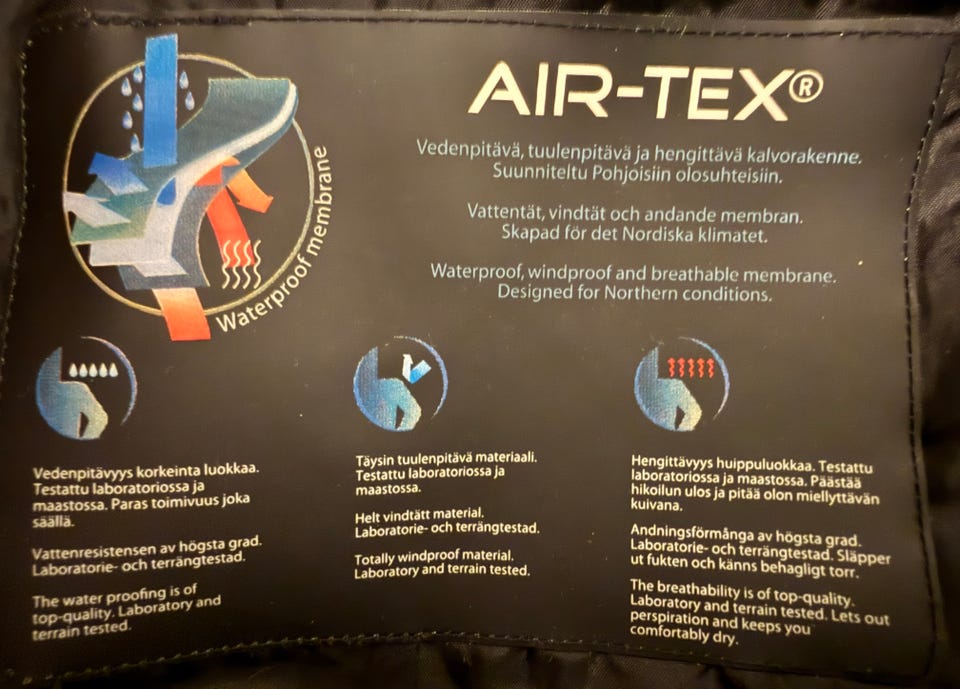 AIR-TEX®
Vedenpitävä, tuulenpitävä ja hengittävä kalvorakenne.
Suunniteltu Pohjoisiin olosuhteisiin.
Vattentät, vindtät och andande membran.
Skapad för det Nordiska klimatet.
Waterproof, windproof and breathable membrane.
Designed for Northern conditions.
Waterproof membrane
Vedenpitävyys korkeinta luokkaa.
Testattu laboratoriossa ja
maastossa. Paras toimivuus joka
säällä.
Vattenresistensen av högsta grad.
Laboratorie- och terrängtestad.
The water proofing is of
top-quality. Laboratory and
terrain tested.
Täysin tuulenpitävä materiaali.
Testattu laboratoriossa ja
maastossa.
Helt vindtätt material.
Laboratorie- och terrängtestad.
Totally windproof material.
Laboratory and terrain tested.
Hengittävyys huippuluokkaa. Testattu
laboratoriossa ja maastossa. Päästää
hikoilun ulos ja pitää olon miellyttävän
kuivana.
Andningsförmånga av högsta grad.
Laboratorie- och terrängtestad. Släpper
ut fukten och känns behagligt torr.
The breathability is of top-quality.
Laboratory and terrain tested. Lets out
perspiration and keeps you
comfortably dry.